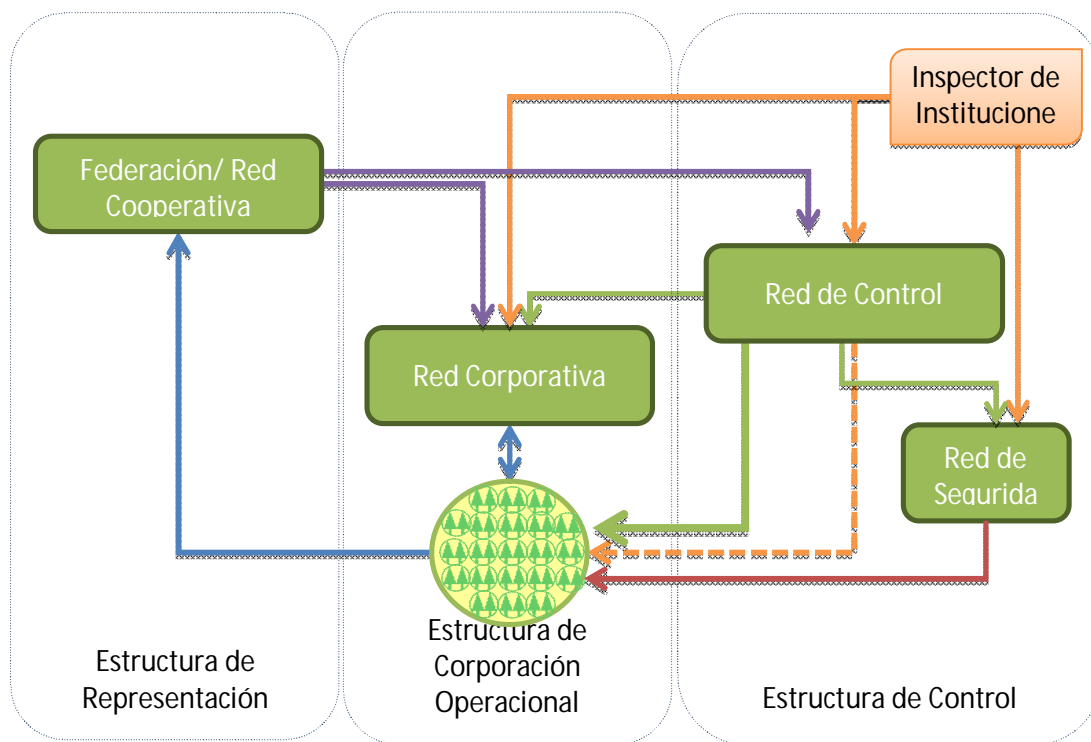 Inspector de
Institucione
Federación/ Red
Cooperativa
Red de Control
Red Corporativa
Red de
Segurida
Estructura de
Representación
Estructura de
Corporación
Operacional
Estructura de Control